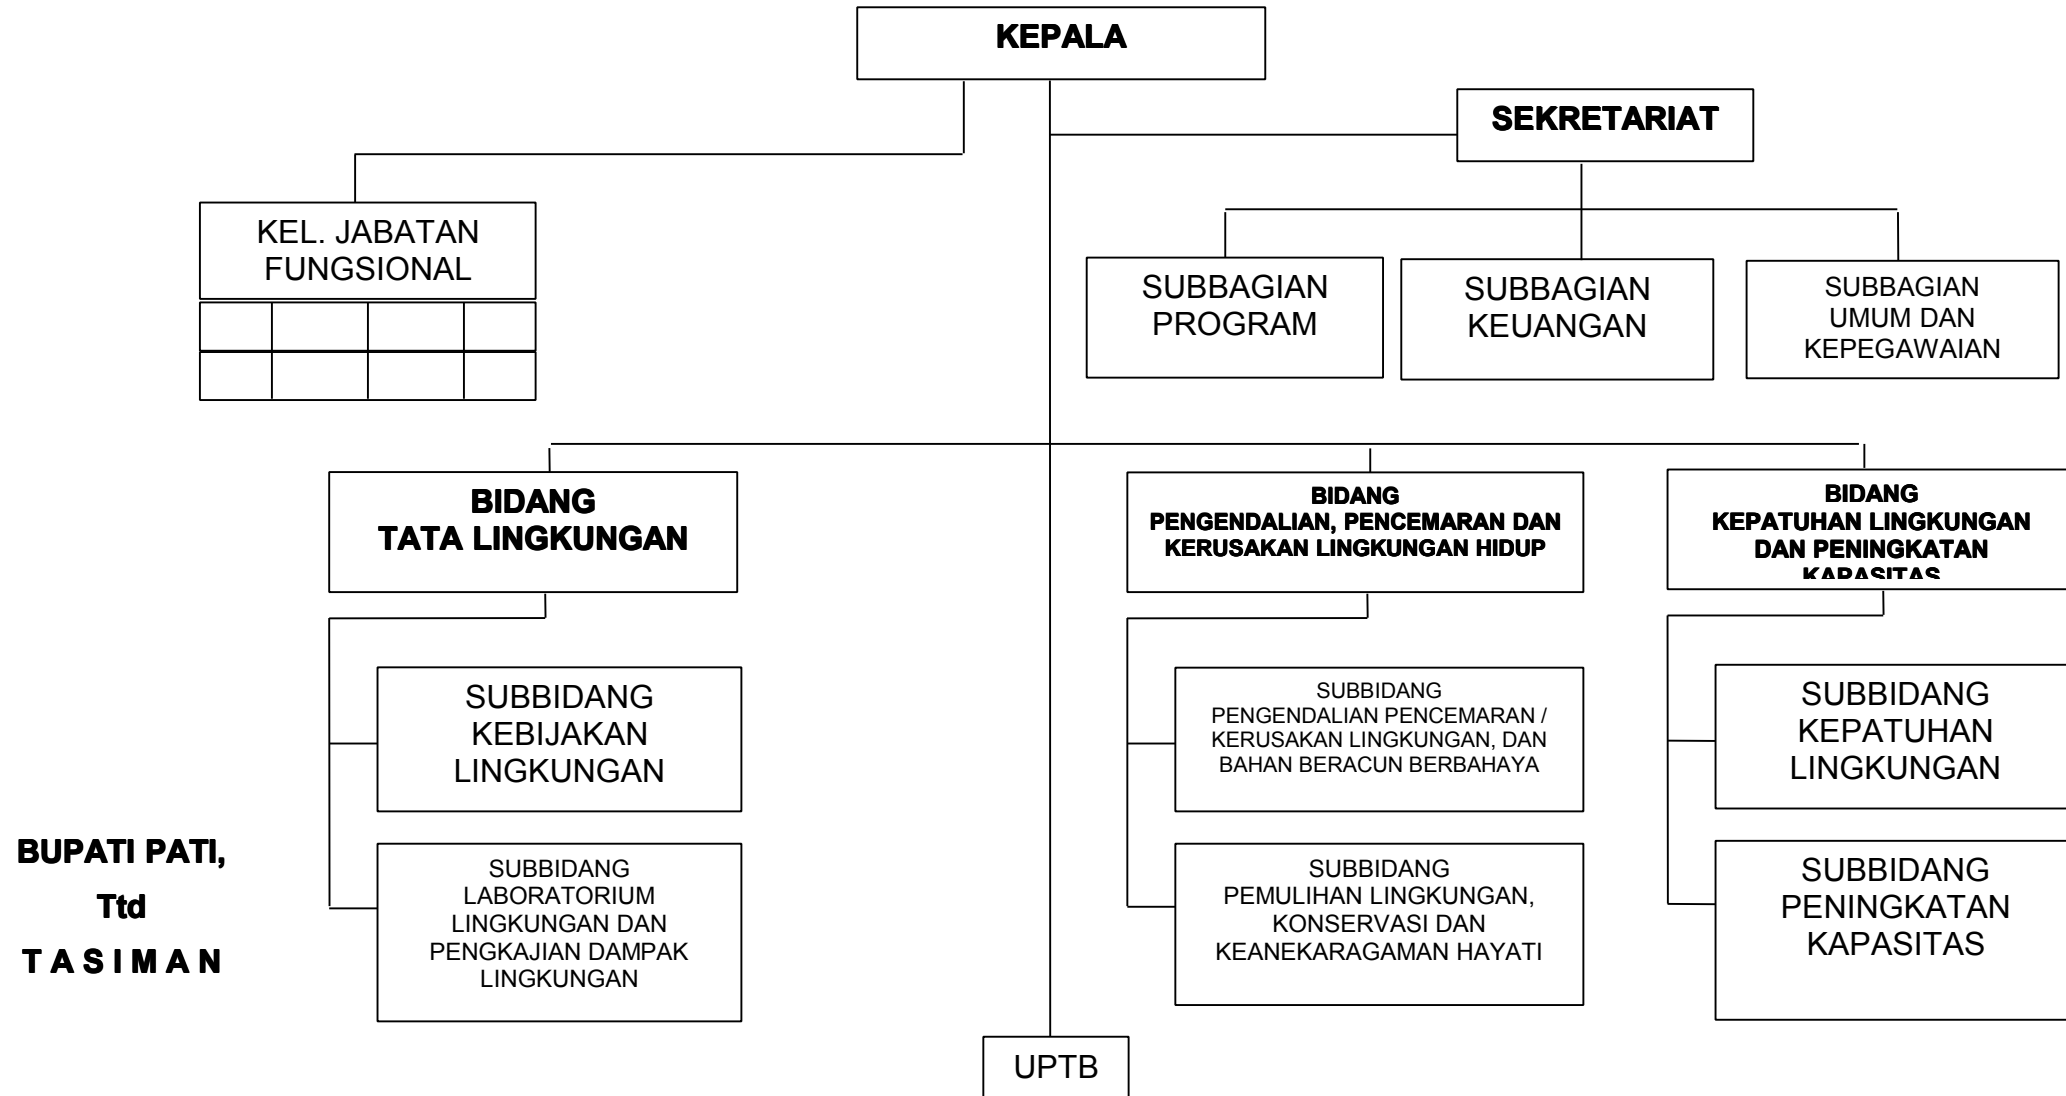 KEPALA
SEKRETARIAT
KEL. JABATAN
FUNGSIONAL
SUBBAGIAN
PROGRAM
SUBBAGIAN
KEUANGAN
SUBBAGIAN
UMUM DAN
KEPEGAWAIAN
BIDANG
TATA LINGKUNGAN
BIDANG
PENGENDALIAN, PENCEMARAN DAN
KERUSAKAN LINGKUNGAN HIDUP
BIDANG
KEPATUHAN LINGKUNGAN
DAN PENINGKATAN
KAPASITAS
SUBBIDANG
KEBIJAKAN
LINGKUNGAN
SUBBIDANG
PENGENDALIAN PENCEMARAN /
KERUSAKAN LINGKUNGAN, DAN
BAHAN BERACUN BERBAHAYA
SUBBIDANG
KEPATUHAN
LINGKUNGAN
BUPATI PATI,
Ttd
T A S I M A N
SUBBIDANG
LABORATORIUM
LINGKUNGAN DAN
PENGKAJIAN DAMPAK
LINGKUNGAN
SUBBIDANG
PEMULIHAN LINGKUNGAN,
KONSERVASI DAN
KEANEKARAGAMAN HAYATI
SUBBIDANG
PENINGKATAN
KAPASITAS
UPTB